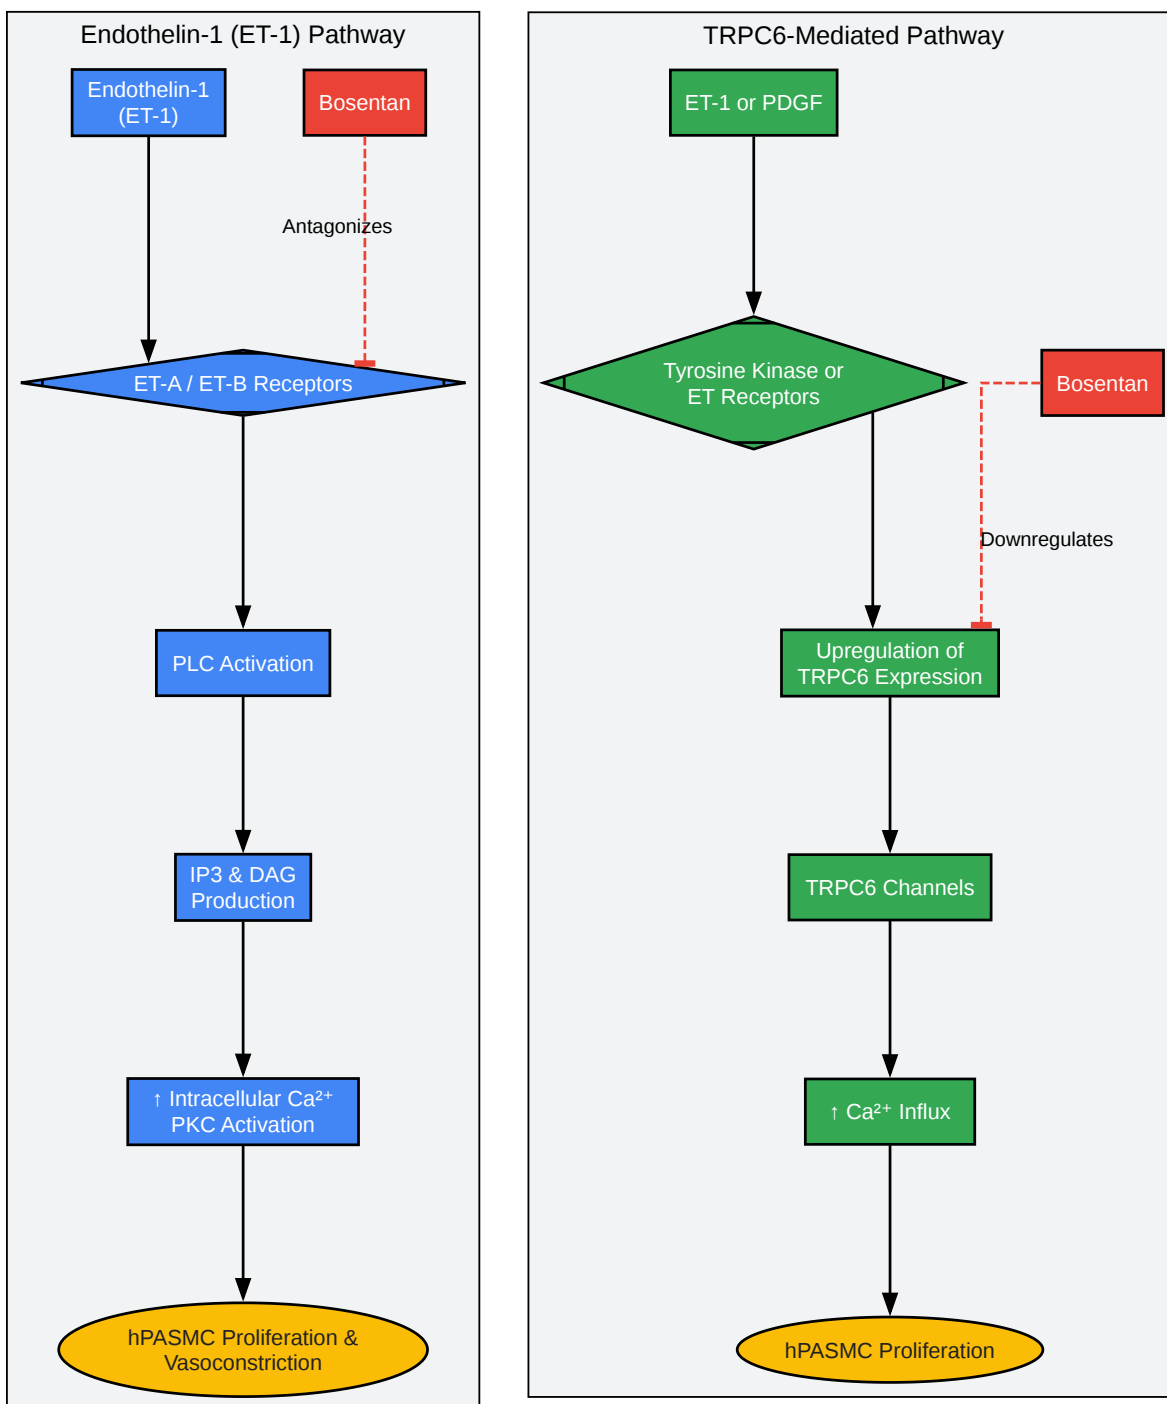 Endothelin-1 (ET-1) Pathway
Endothelin-1
(ET-1)
Bosentan
Antagonizes
ET-A / ET-B Receptors
PLC Activation
IP3 & DAG
Production
↑ Intracellular Ca²⁺
PKC Activation
hPASMC Proliferation &
Vasoconstriction
TRPC6-Mediated Pathway
ET-1 or PDGF
Tyrosine Kinase or
ET Receptors
Bosentan
Downregulates
Upregulation of
TRPC6 Expression
TRPC6 Channels
↑ Ca²⁺ Influx
hPASMC Proliferation